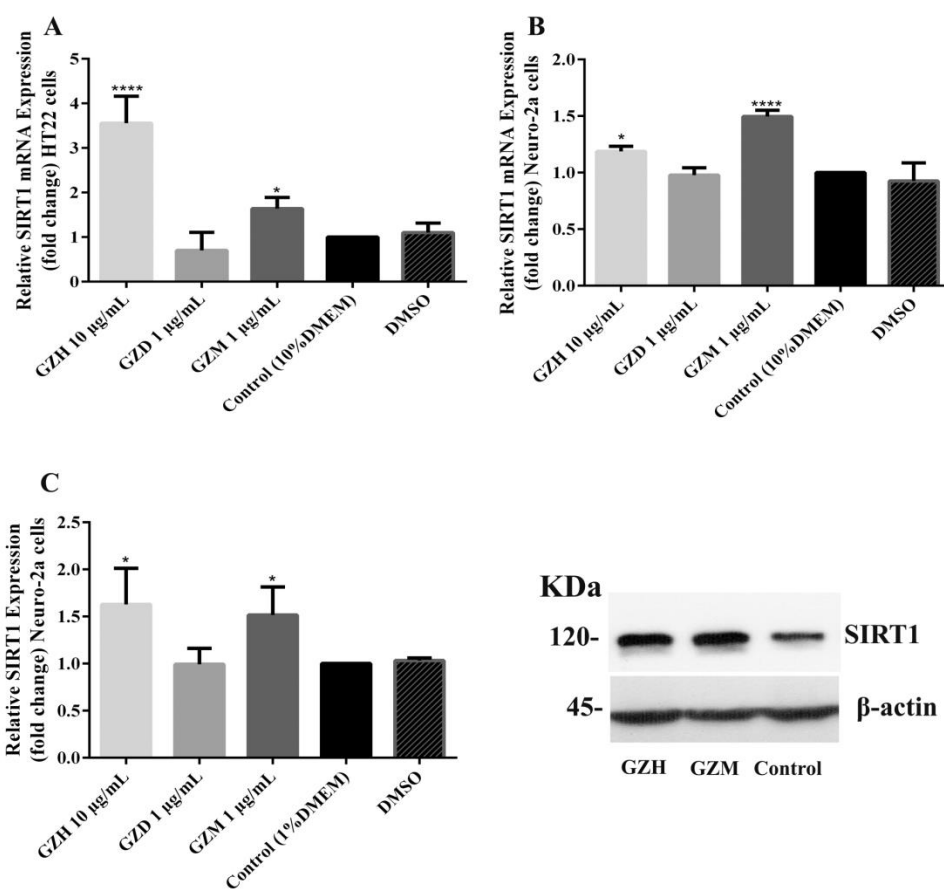 A
Relative SIRT1 mRNA Expression
(fold change) HT22 cells
5
4
3
2
1
0
****
*
GZH 10 µg/mL
GZD 1 µg/mL
GZM 1 µg/mL
Control (10%DMEM)
DMSO
B
Relative SIRT1 mRNA Expression
(fold change) Neuro-2a cells
2.0
1.5
1.0
0.5
0.0
*
****
GZH 10 µg/mL
GZD 1 µg/mL
GZM 1 µg/mL
Control (10%DMEM)
DMSO
C
Relative SIRT1 Expression
(fold change) Neuro-2a cells
2.5
2.0
1.5
1.0
0.5
0.0
*
*
GZH 10 µg/mL
GZD 1 µg/mL
GZM 1 µg/mL
Control (1%DMEM)
DMSO
KDa
120-
SIRT1
45-
β-actin
GZH GZM Control